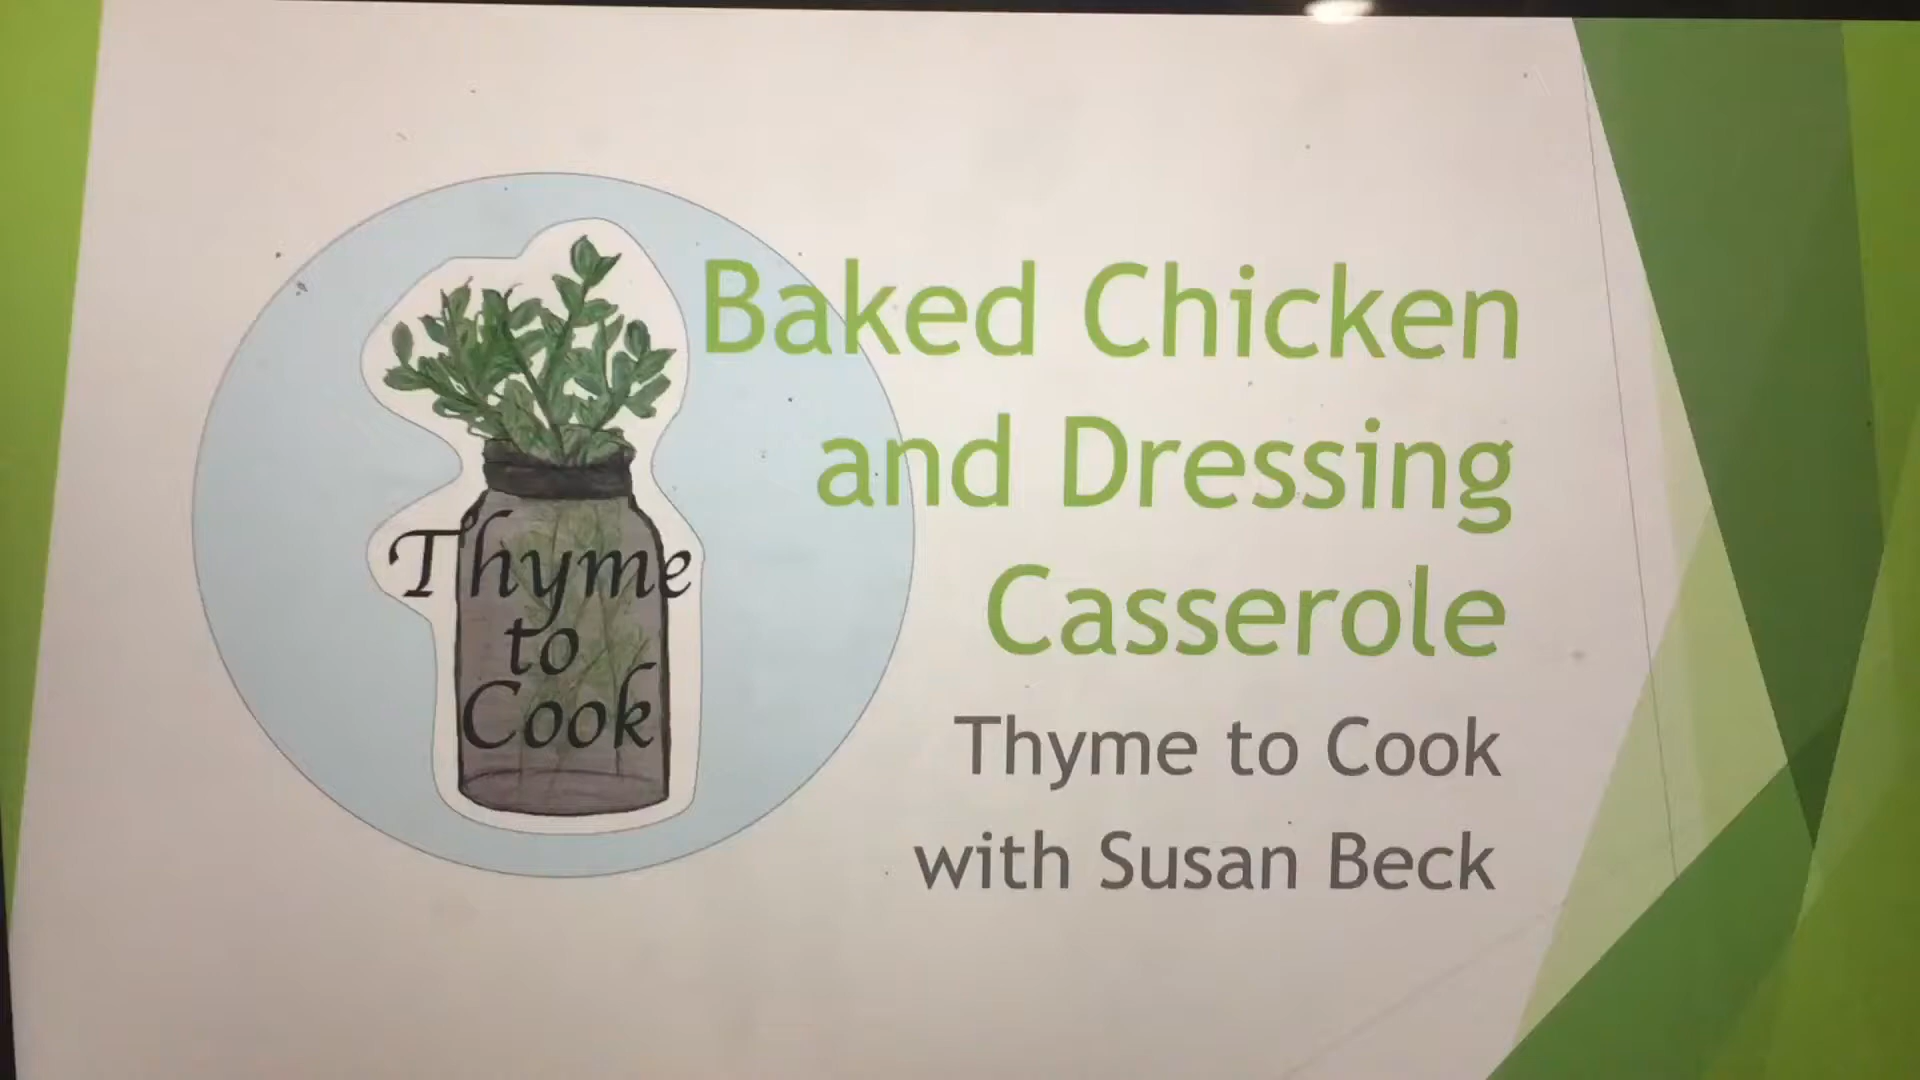 Thyme
to
Cook
Baked Chicken
and Dressing
Casserole
Thyme to Cook
with Susan Beck